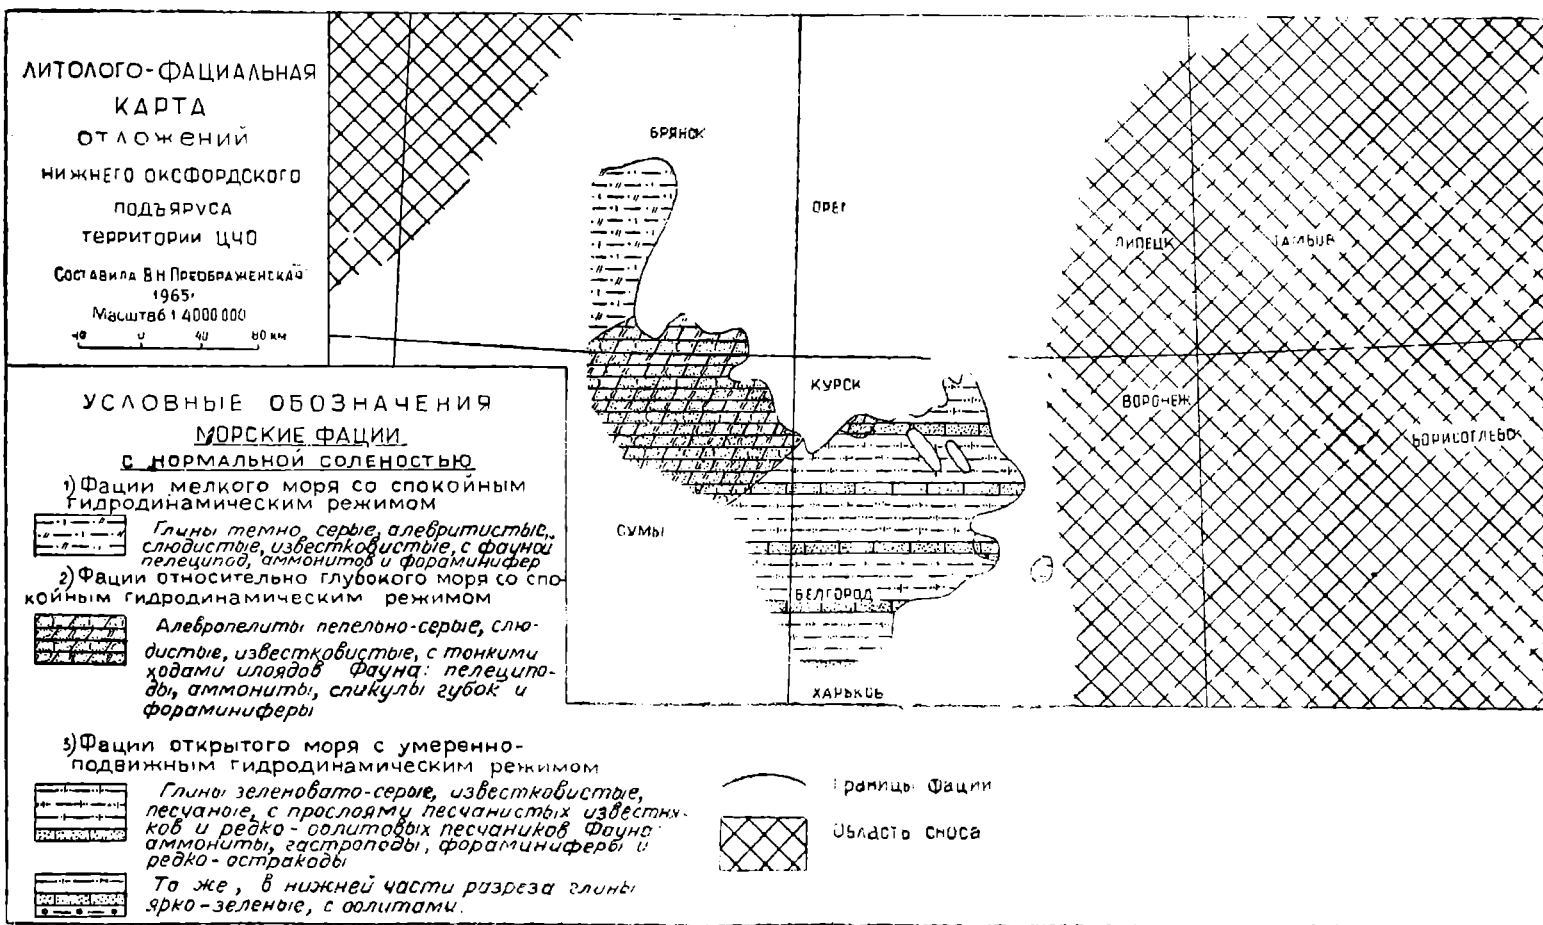 ЛИТОЛОГО-ФАЦИАЛЬНАЯ
КАРТА
ОТЛОЖЕНИЙ
НИЖНЕГО ОКСФОРДСКОГО
ПОДЪЯРУСА
ТЕРРИТОРИИ ЦЧО
СОСТАВИЛА В Н ПРЕОБРАЖЕНСКАЯ
1965г
Масштаб 1 4000 000
40 0 40 80 км
УСЛОВНЫЕ ОБОЗНАЧЕНИЯ
МОРСКИЕ ФАЦИИ
С НОРМАЛЬНОЙ СОЛЕНОСТЬЮ
1) Фации мелкого моря со спокойным
гидродинамическим режимом
Глины темно серые, алевритистые,
слюдистые, известковистые, с фауной
пелеципод, аммонитов и фораминифер
2) Фации относительно глубокого моря со спо-
койным гидродинамическим режимом
Алевропелиты пепельно-серые, слю-
дистые, известковистые, с тонкими
ходами илоядов Фауна: пелеципо-
ды, аммониты, спикулы губок и
фораминиферы
3) Фации открытого моря с умеренно-
подвижным гидродинамическим режимом
Глины зеленовато-серые, известковистые,
песчаные, с прослоями песчанистых известня-
ков и редко-оолитовых песчаников Фауна:
аммониты, гастроподы, фораминиферы и
редко-остракоды
То же, в нижней части разреза глины
ярко-зеленые, с оолитами.
БРЯНСК
ОРЕЛ
ЛИПЕЦК
ТАМБОВ
КУРСК
ВОРОНЕЖ
БОРИСОГЛЕБСК
СУМЫ
БЕЛГОРОД
ХАРЬКОВ
Границы фации
Область сноса